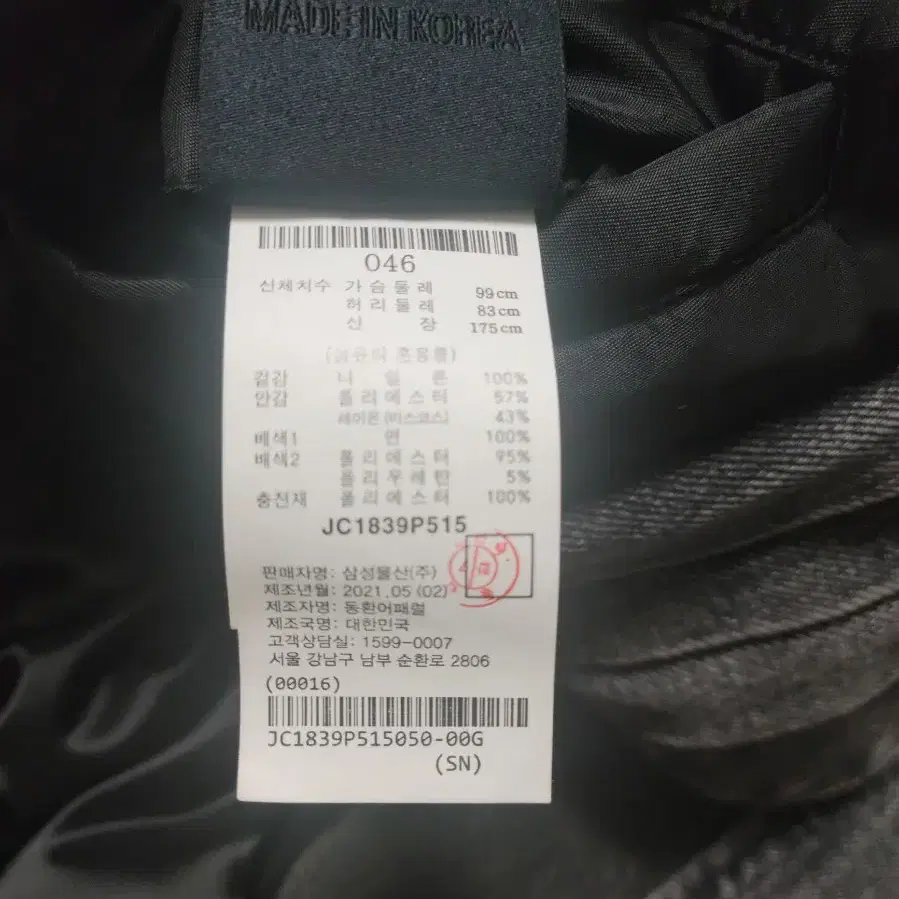 MADE IN KOREA
046
신체치수 가슴둘레 99cm
허리둘레 83cm
신 장 175cm
(섬유의 혼용률)
겉감 나 일 론 100%
안감 폴리에스터 57%
레이온 (비스코스) 43%
배색1 면 100%
배색2 폴리에스터 95%
폴리우레탄 5%
충전재 폴리에스터 100%
JC1839P515
판매자명: 삼성물산(주)
제조년월: 2021.05 (02)
제조자명: 동환어패럴
제조국명: 대한민국
고객상담실: 1599-0007
서울 강남구 남부 순환로 2806
(00016)
JC1839P515050-00G
(SN)